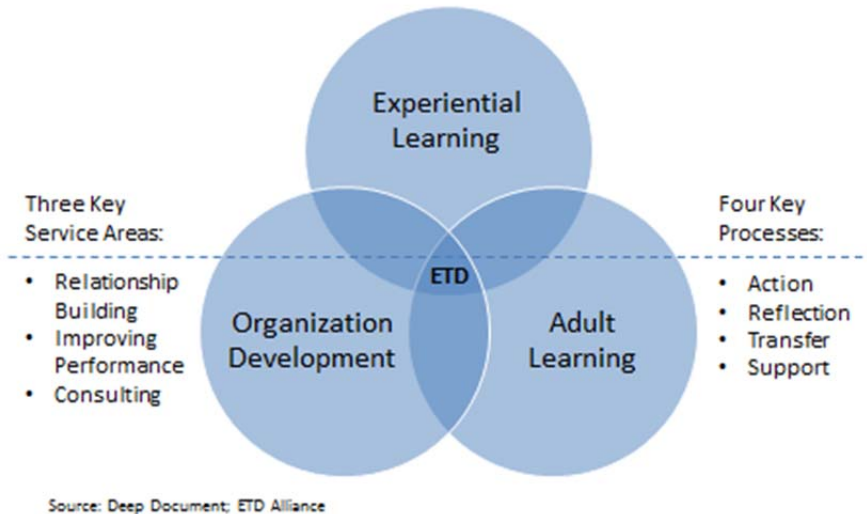 Experiential
Learning
Three Key
Service Areas:
• Relationship
Building
• Improving
Performance
• Consulting
ETD
Organization
Development
Adult
Learning
Four Key
Processes:
• Action
• Reflection
• Transfer
• Support
Source: Deep Document; ETD Alliance